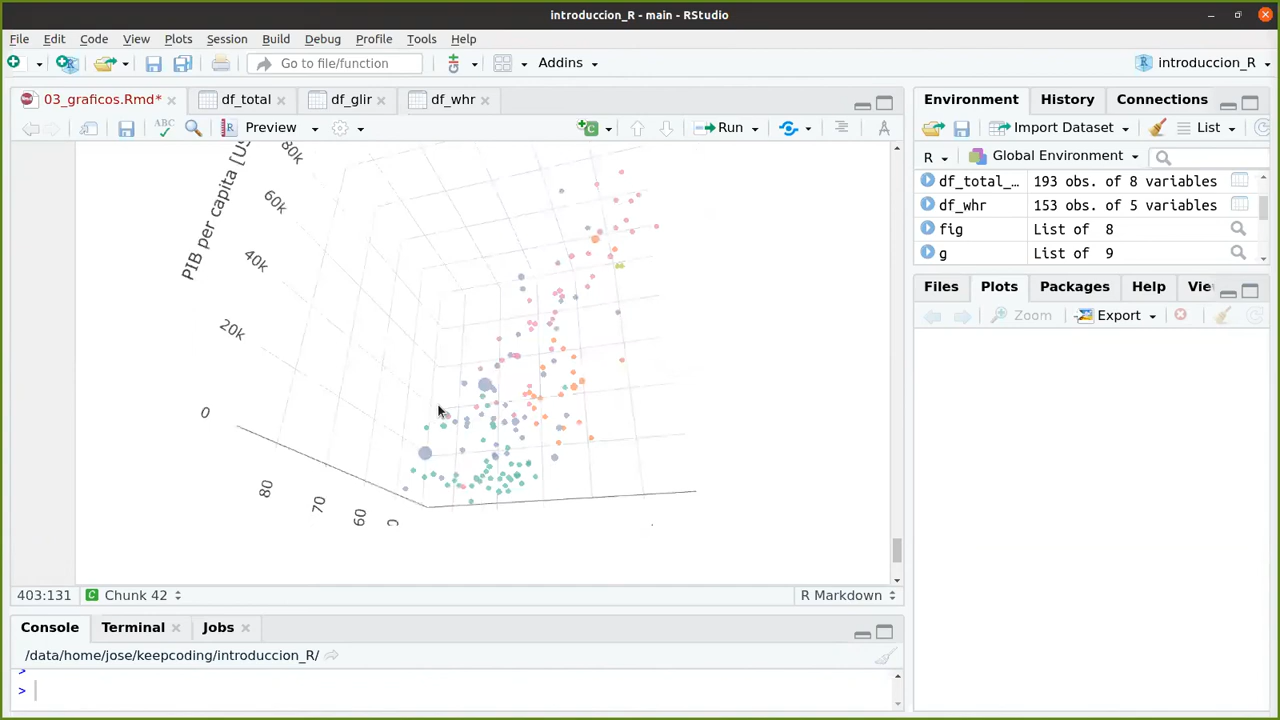 introduccion_R - main - RStudio
File Edit Code View Plots Session Build Debug Profile Tools Help
Go to file/function Addins introduccion_R
03_graficos.Rmd* df_total df_glir df_whr
ABC Preview Run
Environment History Connections
Import Dataset List
R Global Environment
df_total_… 193 obs. of 8 variables
df_whr 153 obs. of 5 variables
fig List of 8
g List of 9
Files Plots Packages Help
Zoom Export
PIB per capita [US
80k
60k
40k
20k
0
80
70
60
0
403:131 C Chunk 42 R Markdown
Console Terminal Jobs
/data/home/jose/keepcoding/introduccion_R/
>
>